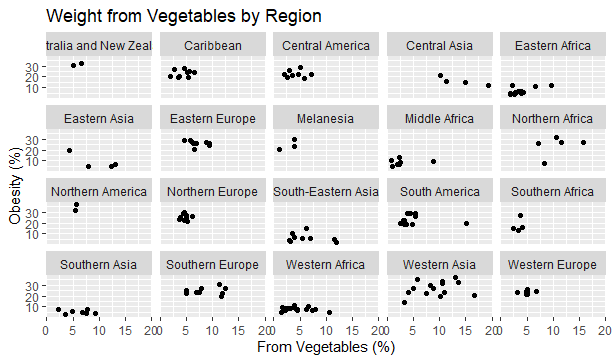 Weight from Vegetables by Region
tralia and New Zeal Caribbean Central America Central Asia Eastern Africa
30
20
10
Eastern Asia Eastern Europe Melanesia Middle Africa Northern Africa
30
20
10
Northern America Northern Europe South-Eastern Asia South America Southern Africa
30
20
10
Southern Asia Southern Europe Western Africa Western Asia Western Europe
30
20
10
0 5 10 15 20 0 5 10 15 20 0 5 10 15 20 0 5 10 15 20 0 5 10 15 20
From Vegetables (%)
Obesity (%)